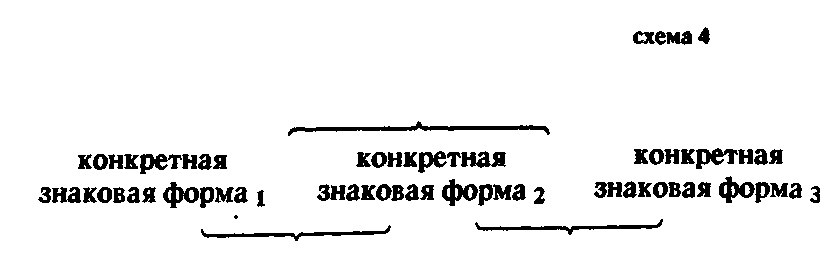 схема 4
конкретная конкретная конкретная
знаковая форма 1 знаковая форма 2 знаковая форма 3